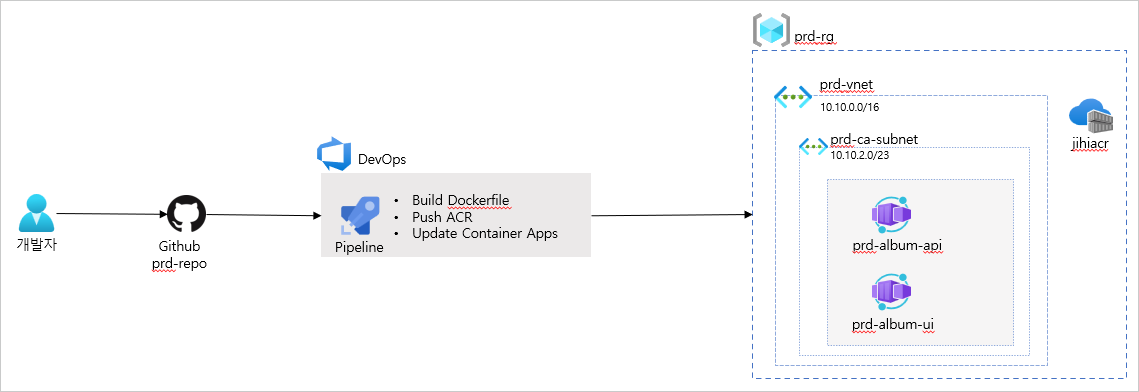 prd-rg
prd-vnet
10.10.0.0/16
jihiacr
prd-ca-subnet
10.10.2.0/23
DevOps
• Build Dockerfile
• Push ACR
• Update Container Apps
Pipeline
개발자
Github
prd-repo
prd-album-api
prd-album-ui